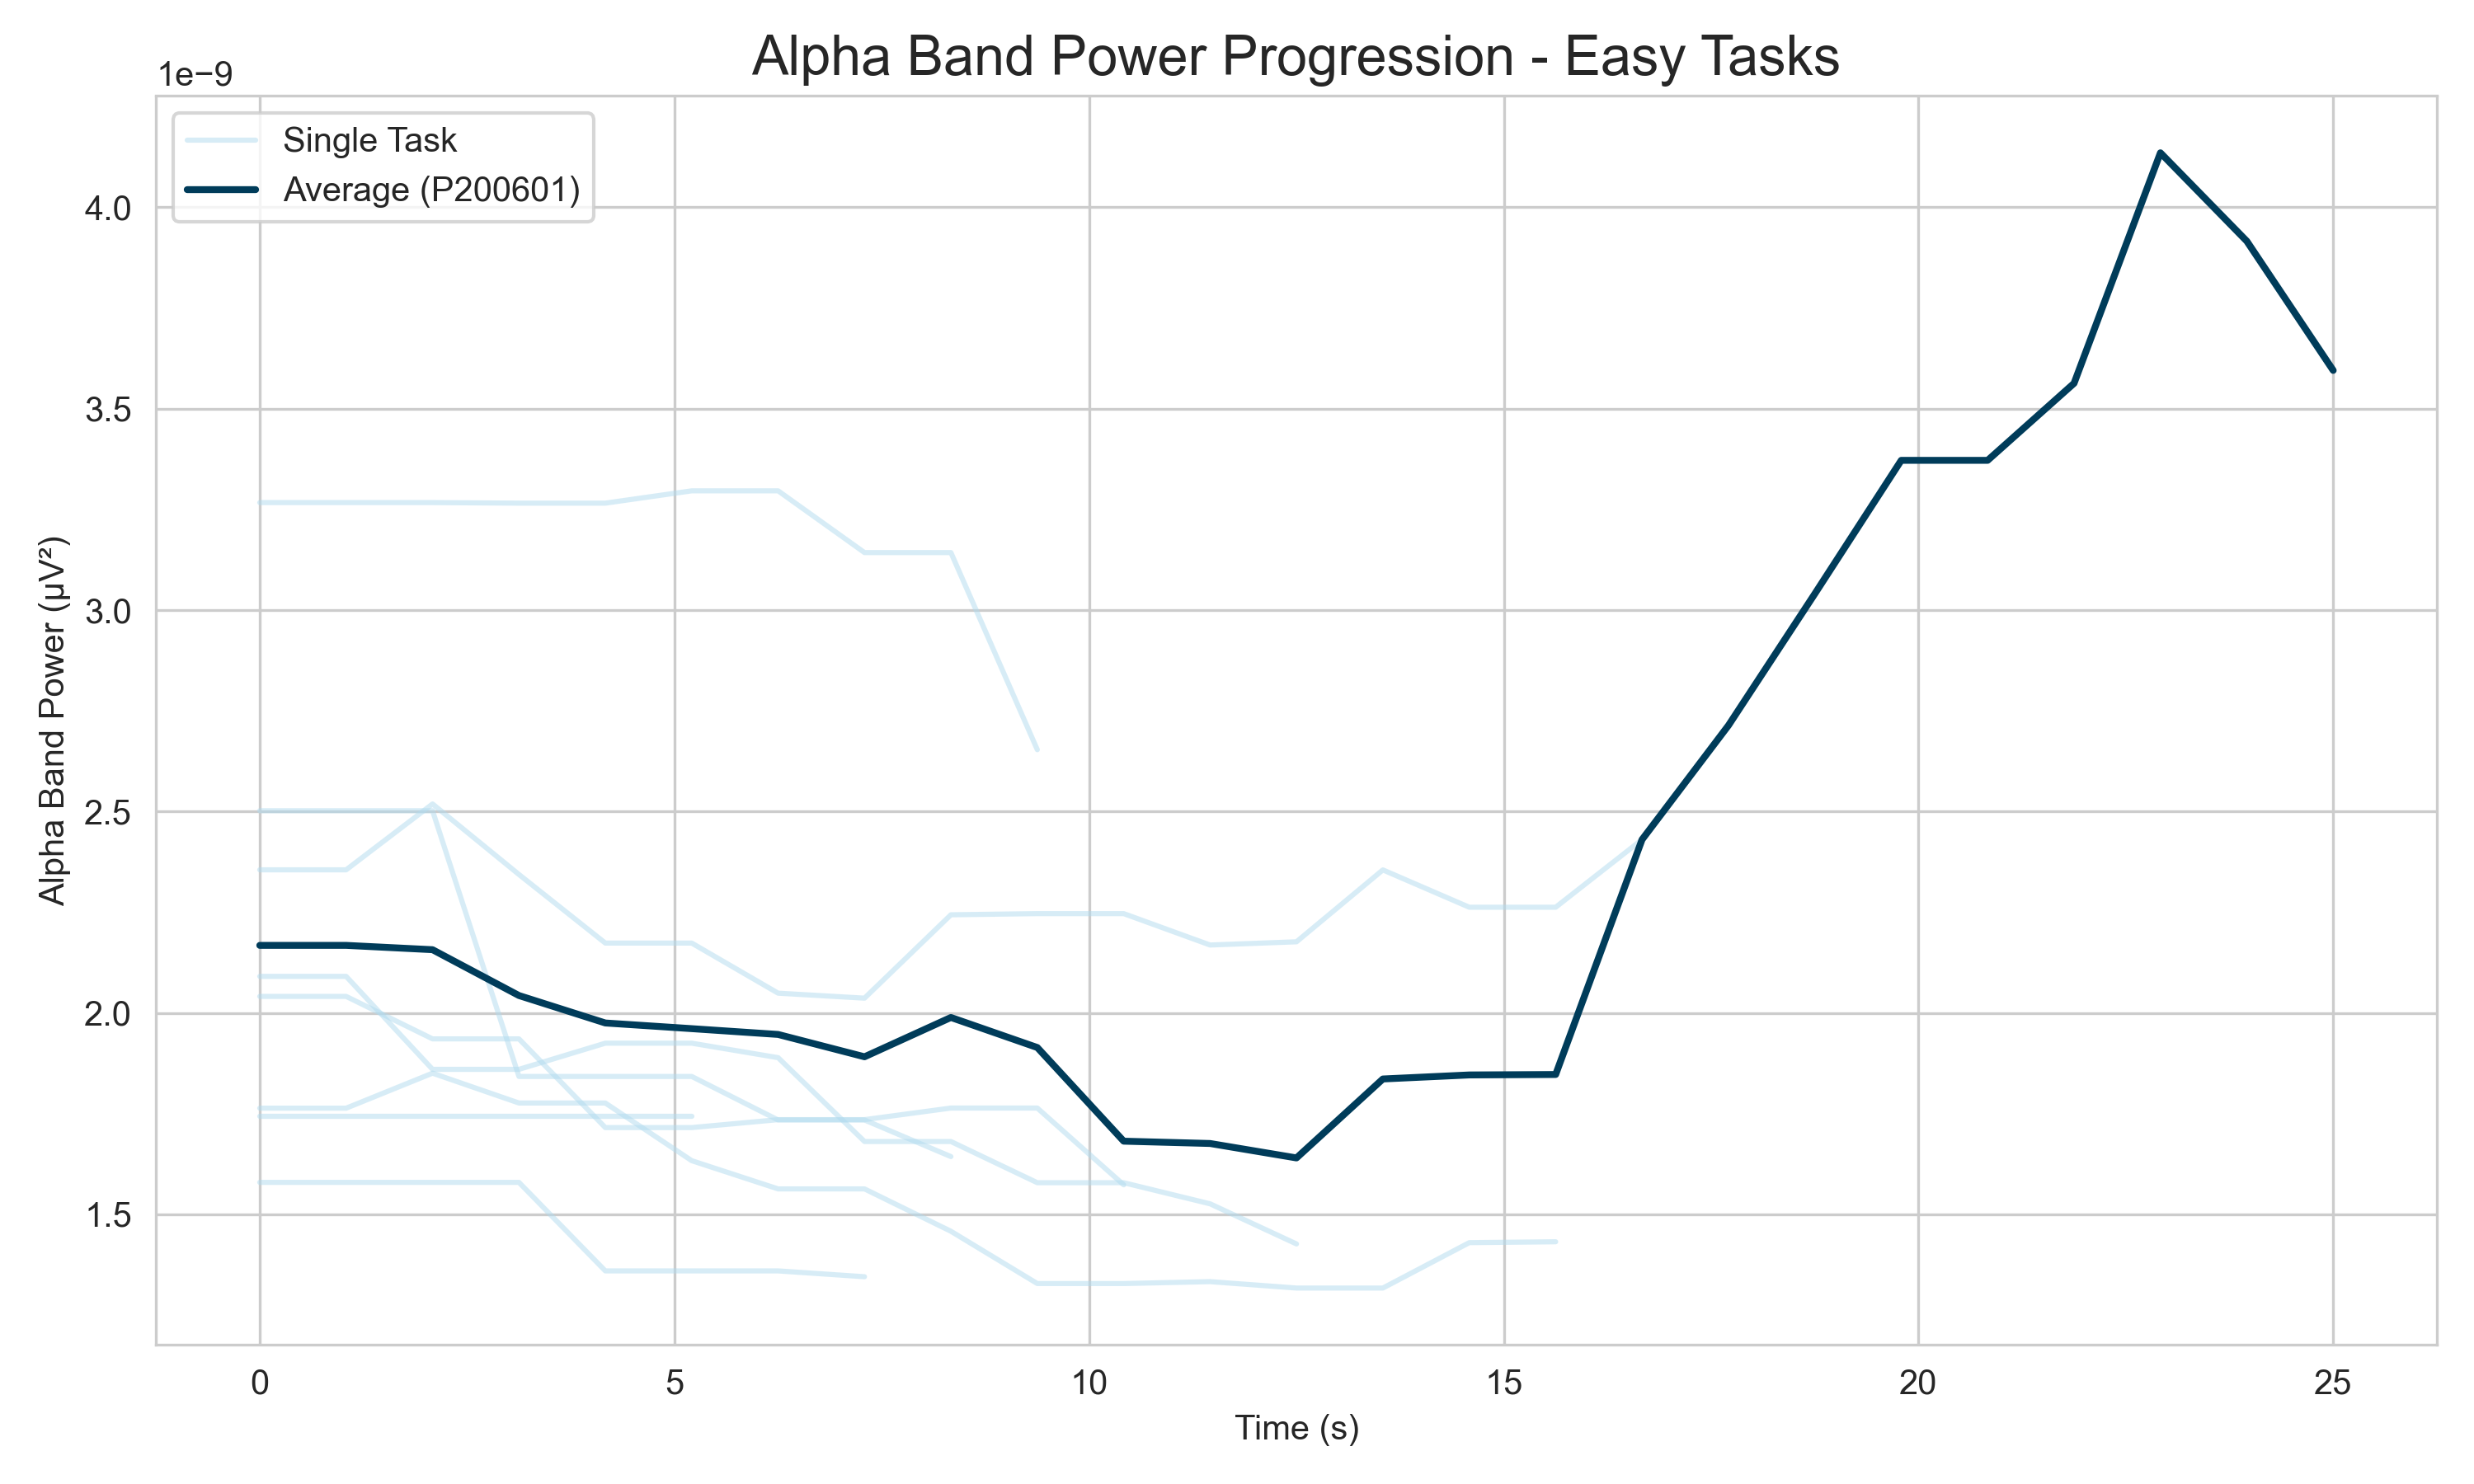 Alpha Band Power Progression - Easy Tasks
1e−9
Single Task
Average (P200601)
4.0
3.5
3.0
2.5
2.0
1.5
Alpha Band Power (µV²)
0 5 10 15 20 25
Time (s)